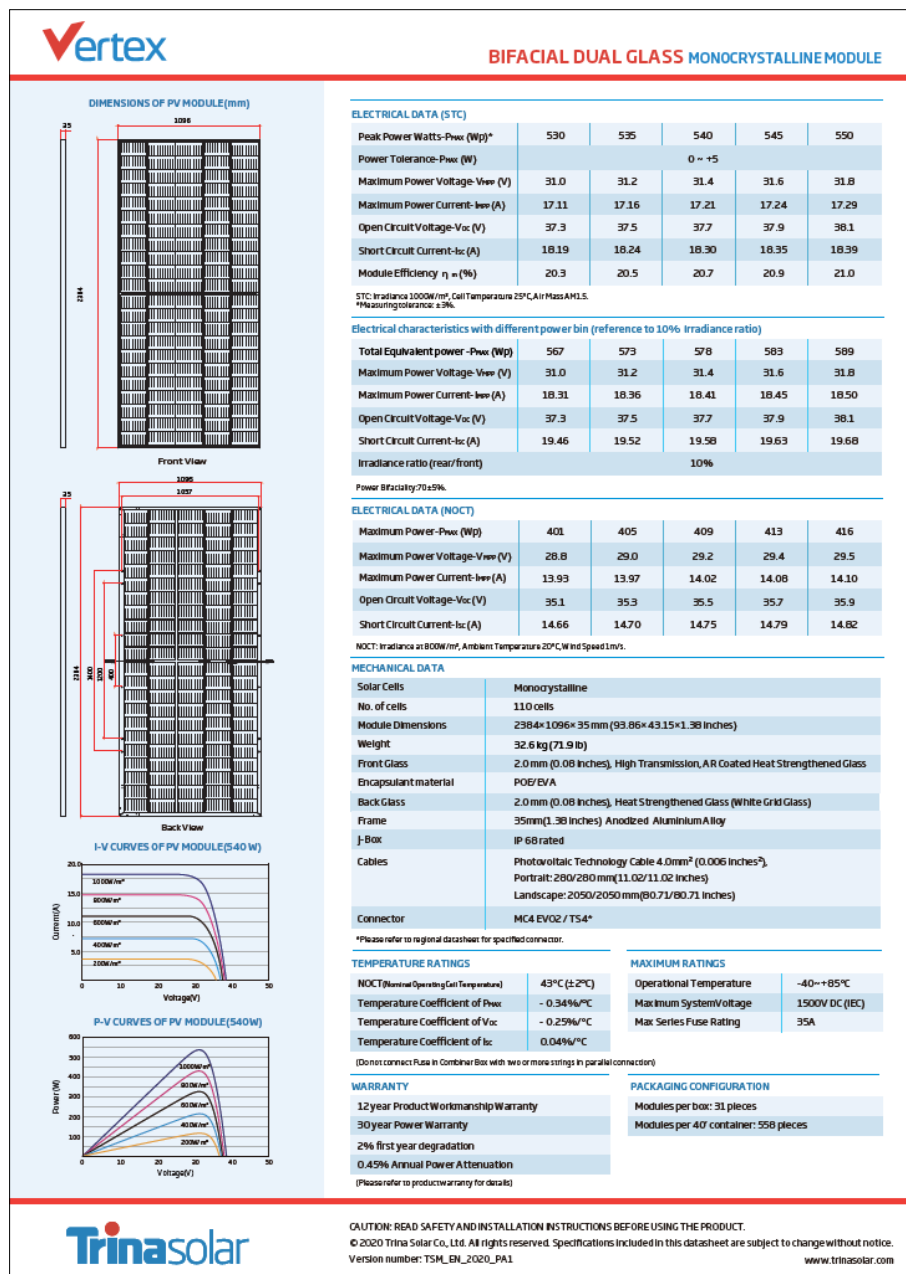 Vertex
BIFACIAL DUAL GLASS MONOCRYSTALLINE MODULE
DIMENSIONS OF PV MODULE(mm)
35
1096
2384
Front View
1096
1057
35
2384
1400
1200
400
Back View
I-V CURVES OF PV MODULE(540 W)
Current(A)
20.0
15.0
10.0
5.0
1000W/m²
800W/m²
600W/m²
400W/m²
200W/m²
0 10 20 30 40 50
Voltage(V)
P-V CURVES OF PV MODULE(540W)
Power(W)
600
500
400
300
200
100
1000W/m²
800W/m²
600W/m²
400W/m²
200W/m²
0 10 20 30 40 50
Voltage(V)
ELECTRICAL DATA (STC)
Peak Power Watts-PMAX (Wp)* 530 535 540 545 550
Power Tolerance-PMAX (W) 0 ~ +5
Maximum Power Voltage-VMPP (V) 31.0 31.2 31.4 31.6 31.8
Maximum Power Current-IMPP (A) 17.11 17.16 17.21 17.24 17.29
Open Circuit Voltage-VOC (V) 37.3 37.5 37.7 37.9 38.1
Short Circuit Current-ISC (A) 18.19 18.24 18.30 18.35 18.39
Module Efficiency η m (%) 20.3 20.5 20.7 20.9 21.0
STC: Irradiance 1000W/m², Cell Temperature 25°C, Air Mass AM1.5.
*Measuring tolerance: ±3%.
Electrical characteristics with different power bin (reference to 10% Irradiance ratio)
Total Equivalent power -PMAX (Wp) 567 573 578 583 589
Maximum Power Voltage-VMPP (V) 31.0 31.2 31.4 31.6 31.8
Maximum Power Current-IMPP (A) 18.31 18.36 18.41 18.45 18.50
Open Circuit Voltage-VOC (V) 37.3 37.5 37.7 37.9 38.1
Short Circuit Current-ISC (A) 19.46 19.52 19.58 19.63 19.68
Irradiance ratio (rear/front) 10%
Power Bifaciality:70±5%.
ELECTRICAL DATA (NOCT)
Maximum Power-PMAX (Wp) 401 405 409 413 416
Maximum Power Voltage-VMPP (V) 28.8 29.0 29.2 29.4 29.5
Maximum Power Current-IMPP (A) 13.93 13.97 14.02 14.08 14.10
Open Circuit Voltage-VOC (V) 35.1 35.3 35.5 35.7 35.9
Short Circuit Current-ISC (A) 14.66 14.70 14.75 14.79 14.82
NOCT: Irradiance at 800W/m², Ambient Temperature 20°C, Wind Speed 1m/s.
MECHANICAL DATA
Solar Cells Monocrystalline
No. of cells 110 cells
Module Dimensions 2384×1096×35 mm (93.86×43.15×1.38 inches)
Weight 32.6 kg (71.9 lb)
Front Glass 2.0 mm (0.08 inches), High Transmission, AR Coated Heat Strengthened Glass
Encapsulant material POE/EVA
Back Glass 2.0 mm (0.08 inches), Heat Strengthened Glass (White Grid Glass)
Frame 35mm(1.38 inches) Anodized Aluminium Alloy
J-Box IP 68 rated
Cables Photovoltaic Technology Cable 4.0mm² (0.006 inches²),
Portrait: 280/280 mm(11.02/11.02 inches)
Landscape: 2050/2050 mm(80.71/80.71 inches)
Connector MC4 EVO2 / TS4*
*Please refer to regional datasheet for specified connector.
TEMPERATURE RATINGS
NOCT(Nominal Operating Cell Temperature) 43°C (±2°C)
Temperature Coefficient of PMAX - 0.34%/°C
Temperature Coefficient of VOC - 0.25%/°C
Temperature Coefficient of ISC 0.04%/°C
(Do not connect Fuse in Combiner Box with two or more strings in parallel connection)
MAXIMUM RATINGS
Operational Temperature -40~+85°C
Maximum System Voltage 1500V DC (IEC)
Max Series Fuse Rating 35A
WARRANTY
12 year Product Workmanship Warranty
30 year Power Warranty
2% first year degradation
0.45% Annual Power Attenuation
(Please refer to product warranty for details)
PACKAGING CONFIGURATION
Modules per box: 31 pieces
Modules per 40' container: 558 pieces
Trinasolar
CAUTION: READ SAFETY AND INSTALLATION INSTRUCTIONS BEFORE USING THE PRODUCT.
© 2020 Trina Solar Co., Ltd. All rights reserved. Specifications included in this datasheet are subject to change without notice.
Version number: TSM_EN_2020_PA1 www.trinasolar.com